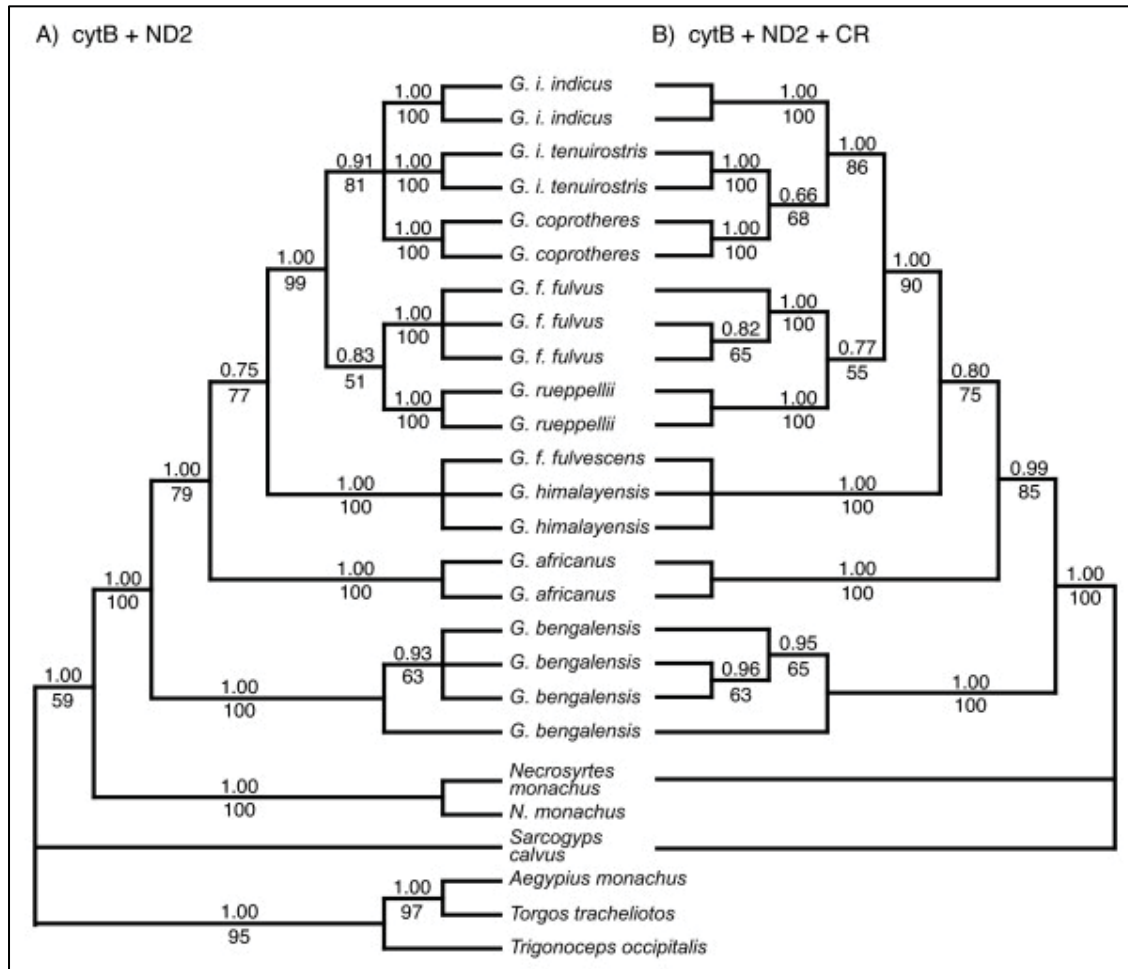 A) cytB + ND2
B) cytB + ND2 + CR
G. i. indicus
1.00
1.00
100
100
G. i. indicus
1.00
G. i. tenuirostris
1.00
0.91
1.00
86
81
100
100
0.66
G. i. tenuirostris
68
G. coprotheres
1.00
1.00
100
100
G. coprotheres
1.00
1.00
99
90
G. f. fulvus
1.00
1.00
100
100
G. f. fulvus
0.82
65
0.83
0.77
G. f. fulvus
51
55
0.75
0.80
77
75
G. rueppellii
1.00
1.00
100
100
G. rueppellii
G. f. fulvescens
1.00
0.99
79
85
1.00
G. himalayensis
1.00
100
100
G. himalayensis
G. africanus
1.00
1.00
100
100
G. africanus
1.00
1.00
100
100
G. bengalensis
0.93
0.95
63
65
G. bengalensis
0.96
63
1.00
59
1.00
G. bengalensis
1.00
100
100
G. bengalensis
Necrosyrtes
monachus
1.00
100
N. monachus
Sarcogyps
calvus
Aegypius monachus
1.00
97
Torgos tracheliotos
1.00
95
Trigonoceps occipitalis